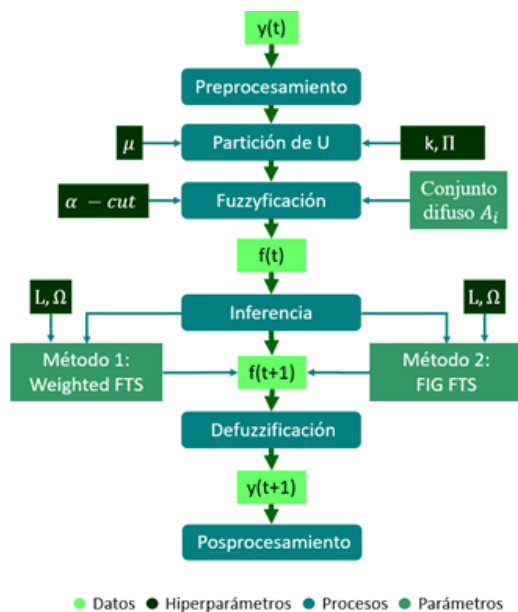 y(t)
Preprocesamiento
μ
Partición de U
k, Π
α − cut
Fuzzyficación
Conjunto
difuso Aᵢ
f(t)
L, Ω
Inferencia
L, Ω
Método 1:
Weighted FTS
f(t+1)
Método 2:
FIG FTS
Defuzzificación
y(t+1)
Posprocesamiento
Datos Hiperparámetros Procesos Parámetros